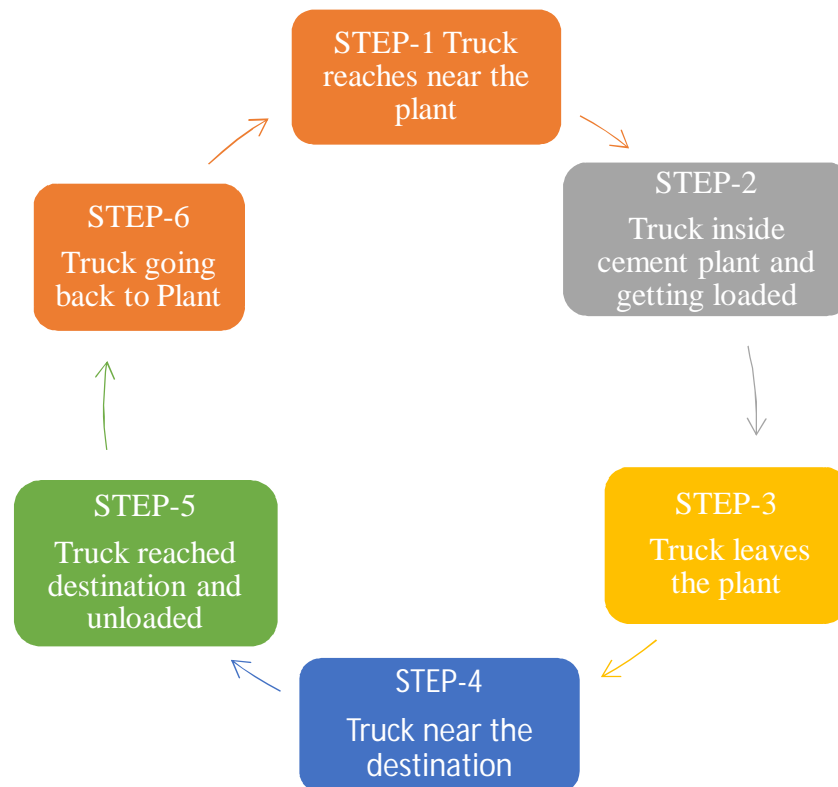 STEP-1 Truck
reaches near the
plant
STEP-2
Truck inside
cement plant and
getting loaded
STEP-3
Truck leaves
the plant
STEP-4
Truck near the
destination
STEP-5
Truck reached
destination and
unloaded
STEP-6
Truck going
back to Plant